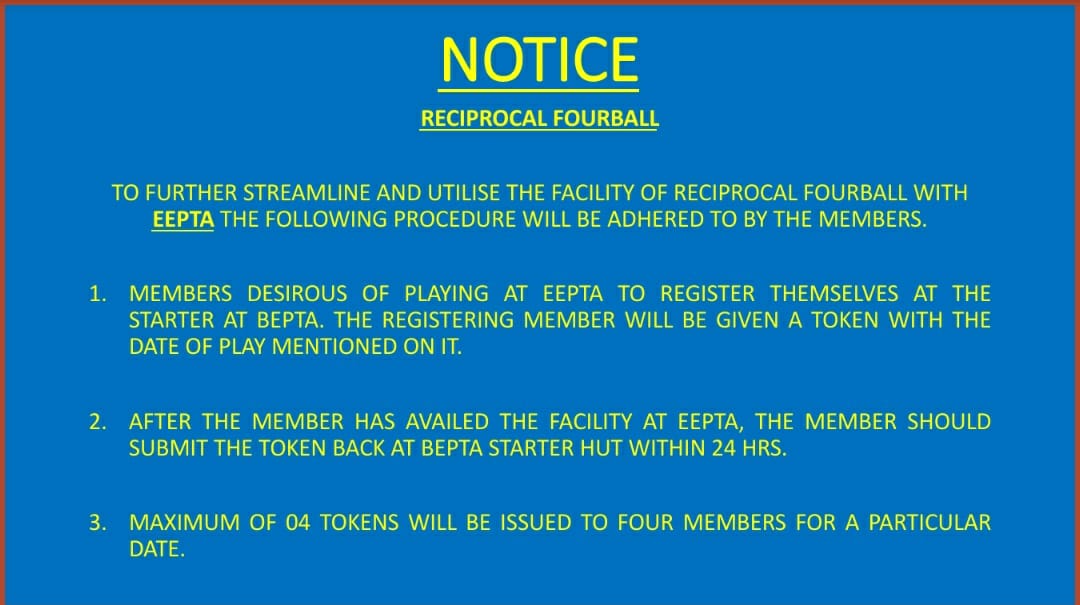 NOTICE
RECIPROCAL FOURBALL
TO FURTHER STREAMLINE AND UTILISE THE FACILITY OF RECIPROCAL FOURBALL WITH
EEPTA THE FOLLOWING PROCEDURE WILL BE ADHERED TO BY THE MEMBERS.
1. MEMBERS DESIROUS OF PLAYING AT EEPTA TO REGISTER THEMSELVES AT THE
STARTER AT BEPTA. THE REGISTERING MEMBER WILL BE GIVEN A TOKEN WITH THE
DATE OF PLAY MENTIONED ON IT.
2. AFTER THE MEMBER HAS AVAILED THE FACILITY AT EEPTA, THE MEMBER SHOULD
SUBMIT THE TOKEN BACK AT BEPTA STARTER HUT WITHIN 24 HRS.
3. MAXIMUM OF 04 TOKENS WILL BE ISSUED TO FOUR MEMBERS FOR A PARTICULAR
DATE.